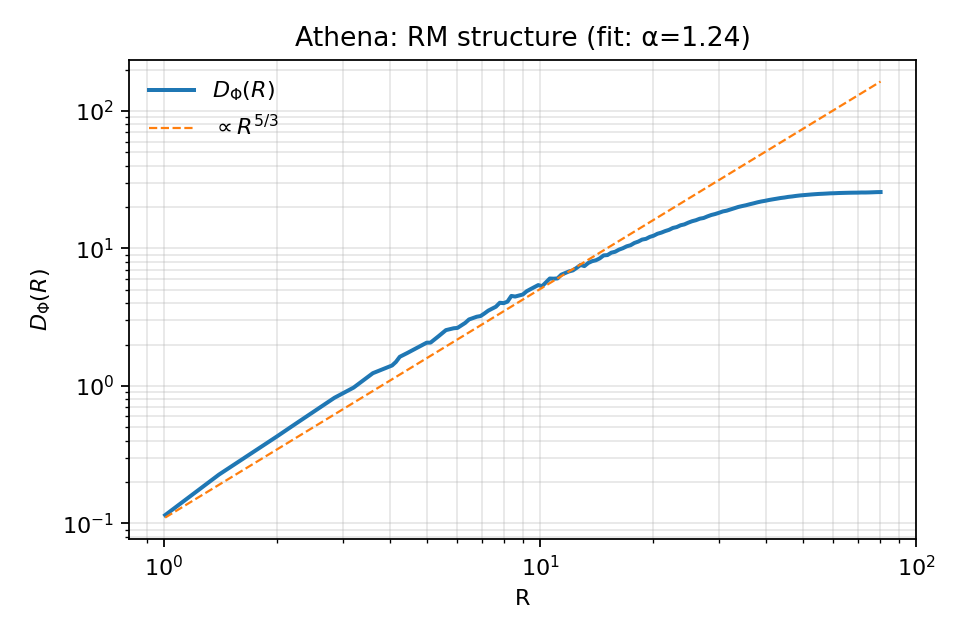 Athena: RM structure (fit: α=1.24)
D_Φ(R)
∝ R^{5/3}
D_Φ(R)
10^2
10^1
10^0
10^{-1}
10^0
10^1
10^2
R